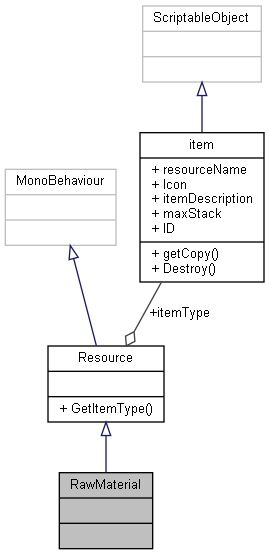 ScriptableObject
item
+ resourceName
+ Icon
+ itemDescription
+ maxStack
+ ID
+ getCopy()
+ Destroy()
MonoBehaviour
+itemType
Resource
+ GetItemType()
RawMaterial